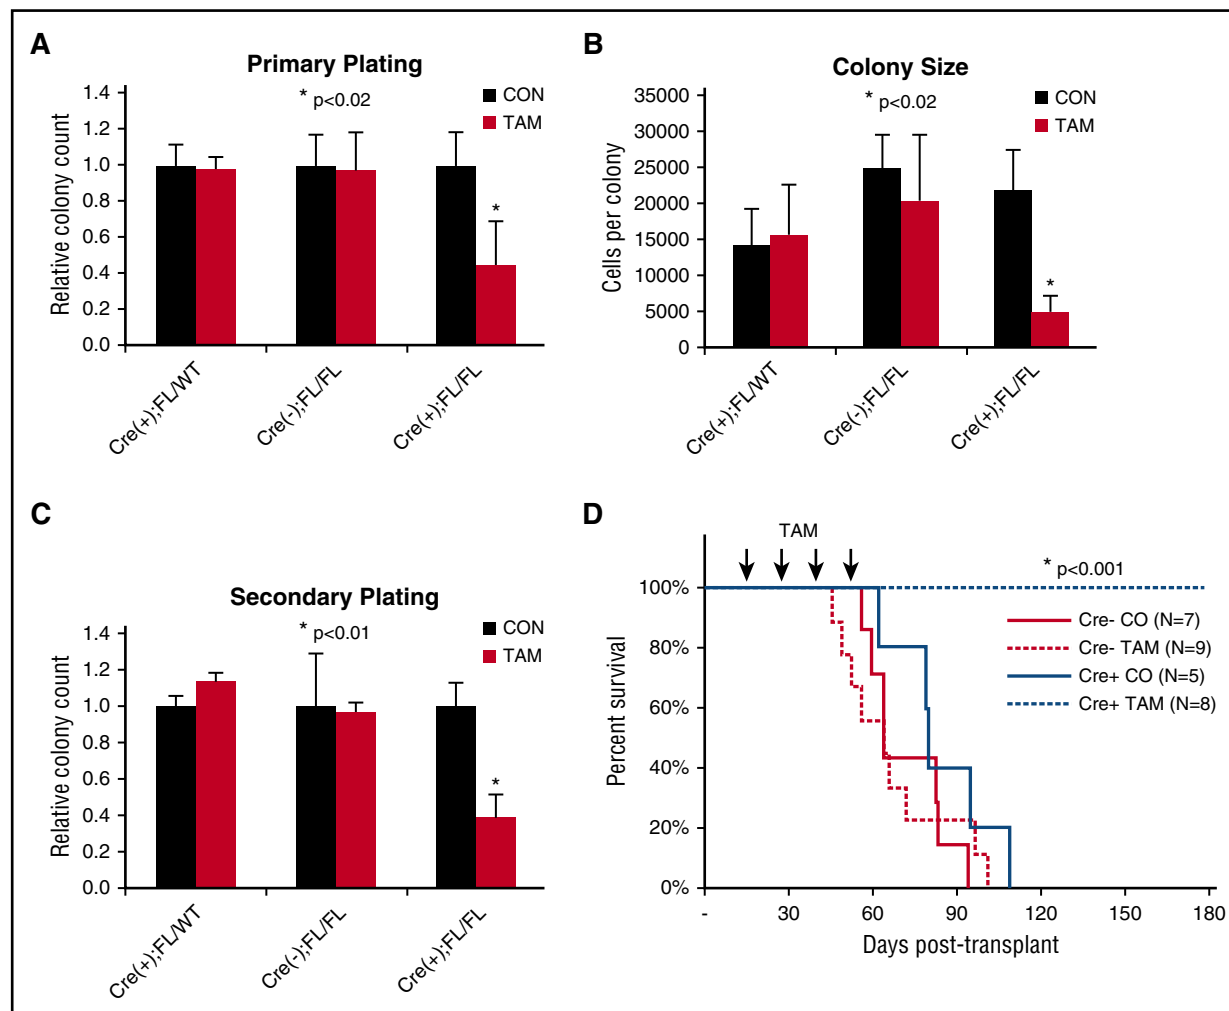 A
Primary Plating
* p<0.02
CON
TAM
Relative colony count
1.4
1.2
1.0
0.8
0.6
0.4
0.2
0.0
*
Cre(+);FL/WT
Cre(-);FL/FL
Cre(+);FL/FL
B
Colony Size
* p<0.02
CON
TAM
Cells per colony
35000
30000
25000
20000
15000
10000
5000
0
*
Cre(+);FL/WT
Cre(-);FL/FL
Cre(+);FL/FL
C
Secondary Plating
* p<0.01
CON
TAM
Relative colony count
1.4
1.2
1.0
0.8
0.6
0.4
0.2
0.0
*
Cre(+);FL/WT
Cre(-);FL/FL
Cre(+);FL/FL
D
TAM
* p<0.001
Percent survival
100%
80%
60%
40%
20%
0%
Cre- CO (N=7)
Cre- TAM (N=9)
Cre+ CO (N=5)
Cre+ TAM (N=8)
- 30 60 90 120 150 180
Days post-transplant